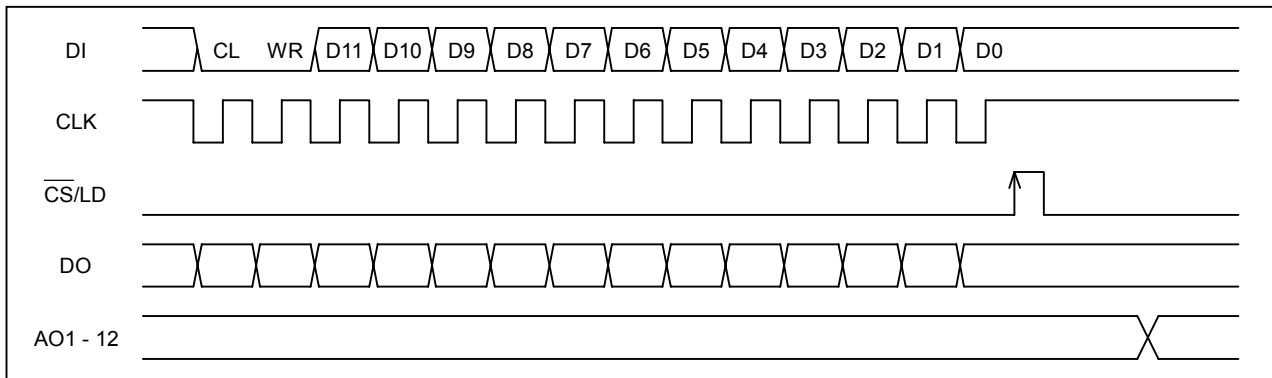 DI CL WR D11 D10 D9 D8 D7 D6 D5 D4 D3 D2 D1 D0
CLK
C̅S̅/LD
DO
AO1 - 12